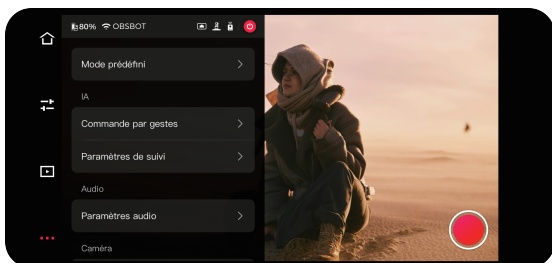 80% OBSBOT
Mode prédéfini
IA
Commande par gestes
Paramètres de suivi
Audio
Paramètres audio
Caméra